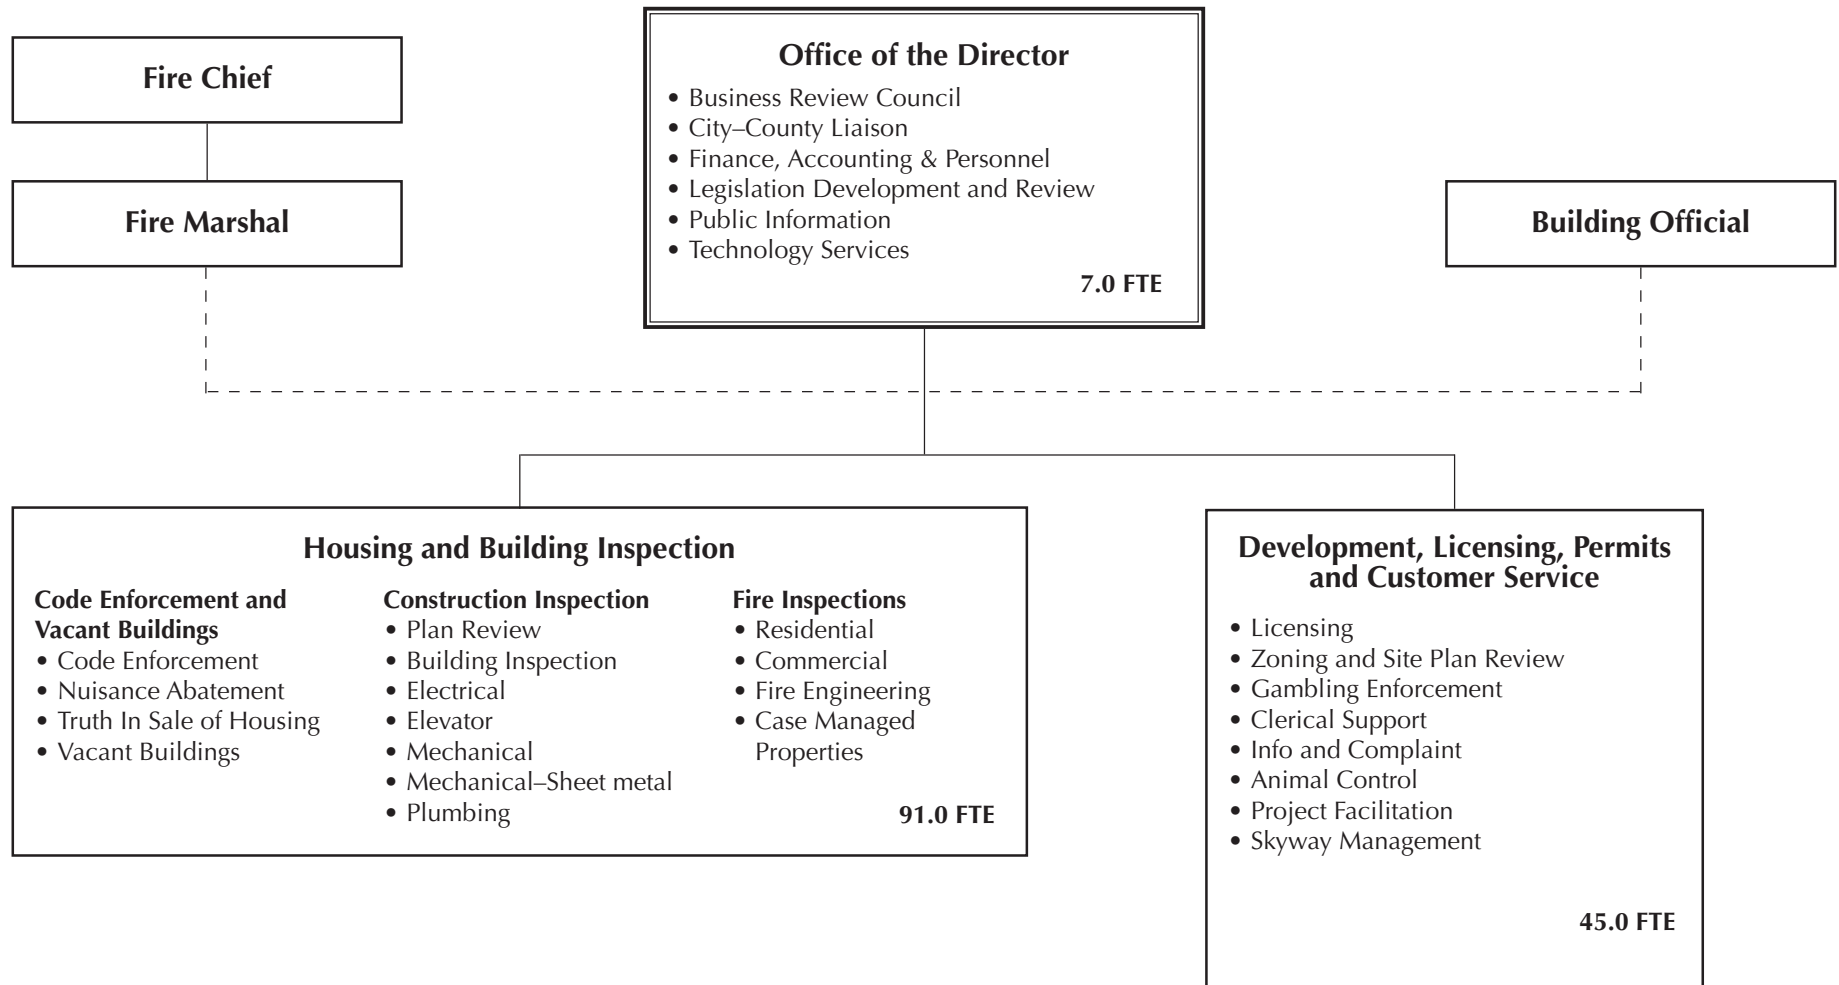 Fire Chief
Fire Marshal
Office of the Director
• Business Review Council
• City–County Liaison
• Finance, Accounting & Personnel
• Legislation Development and Review
• Public Information
• Technology Services
7.0 FTE
Building Official
Housing and Building Inspection
Code Enforcement and
Vacant Buildings
• Code Enforcement
• Nuisance Abatement
• Truth In Sale of Housing
• Vacant Buildings
Construction Inspection
• Plan Review
• Building Inspection
• Electrical
• Elevator
• Mechanical
• Mechanical–Sheet metal
• Plumbing
Fire Inspections
• Residential
• Commercial
• Fire Engineering
• Case Managed
Properties
91.0 FTE
Development, Licensing, Permits
and Customer Service
• Licensing
• Zoning and Site Plan Review
• Gambling Enforcement
• Clerical Support
• Info and Complaint
• Animal Control
• Project Facilitation
• Skyway Management
45.0 FTE